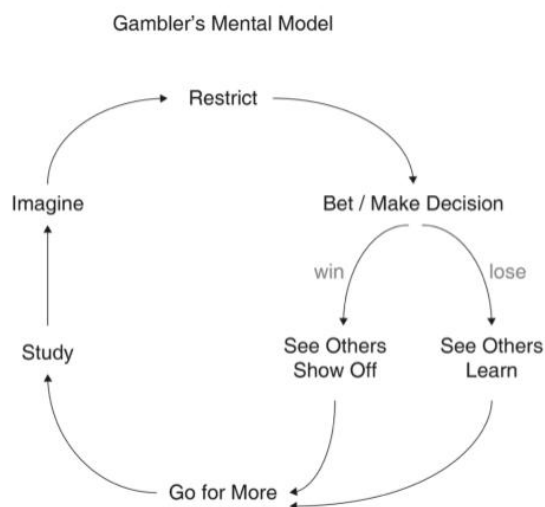 Gambler’s Mental Model
Restrict
Imagine
Bet / Make Decision
win
lose
Study
See Others
Show Off
See Others
Learn
Go for More